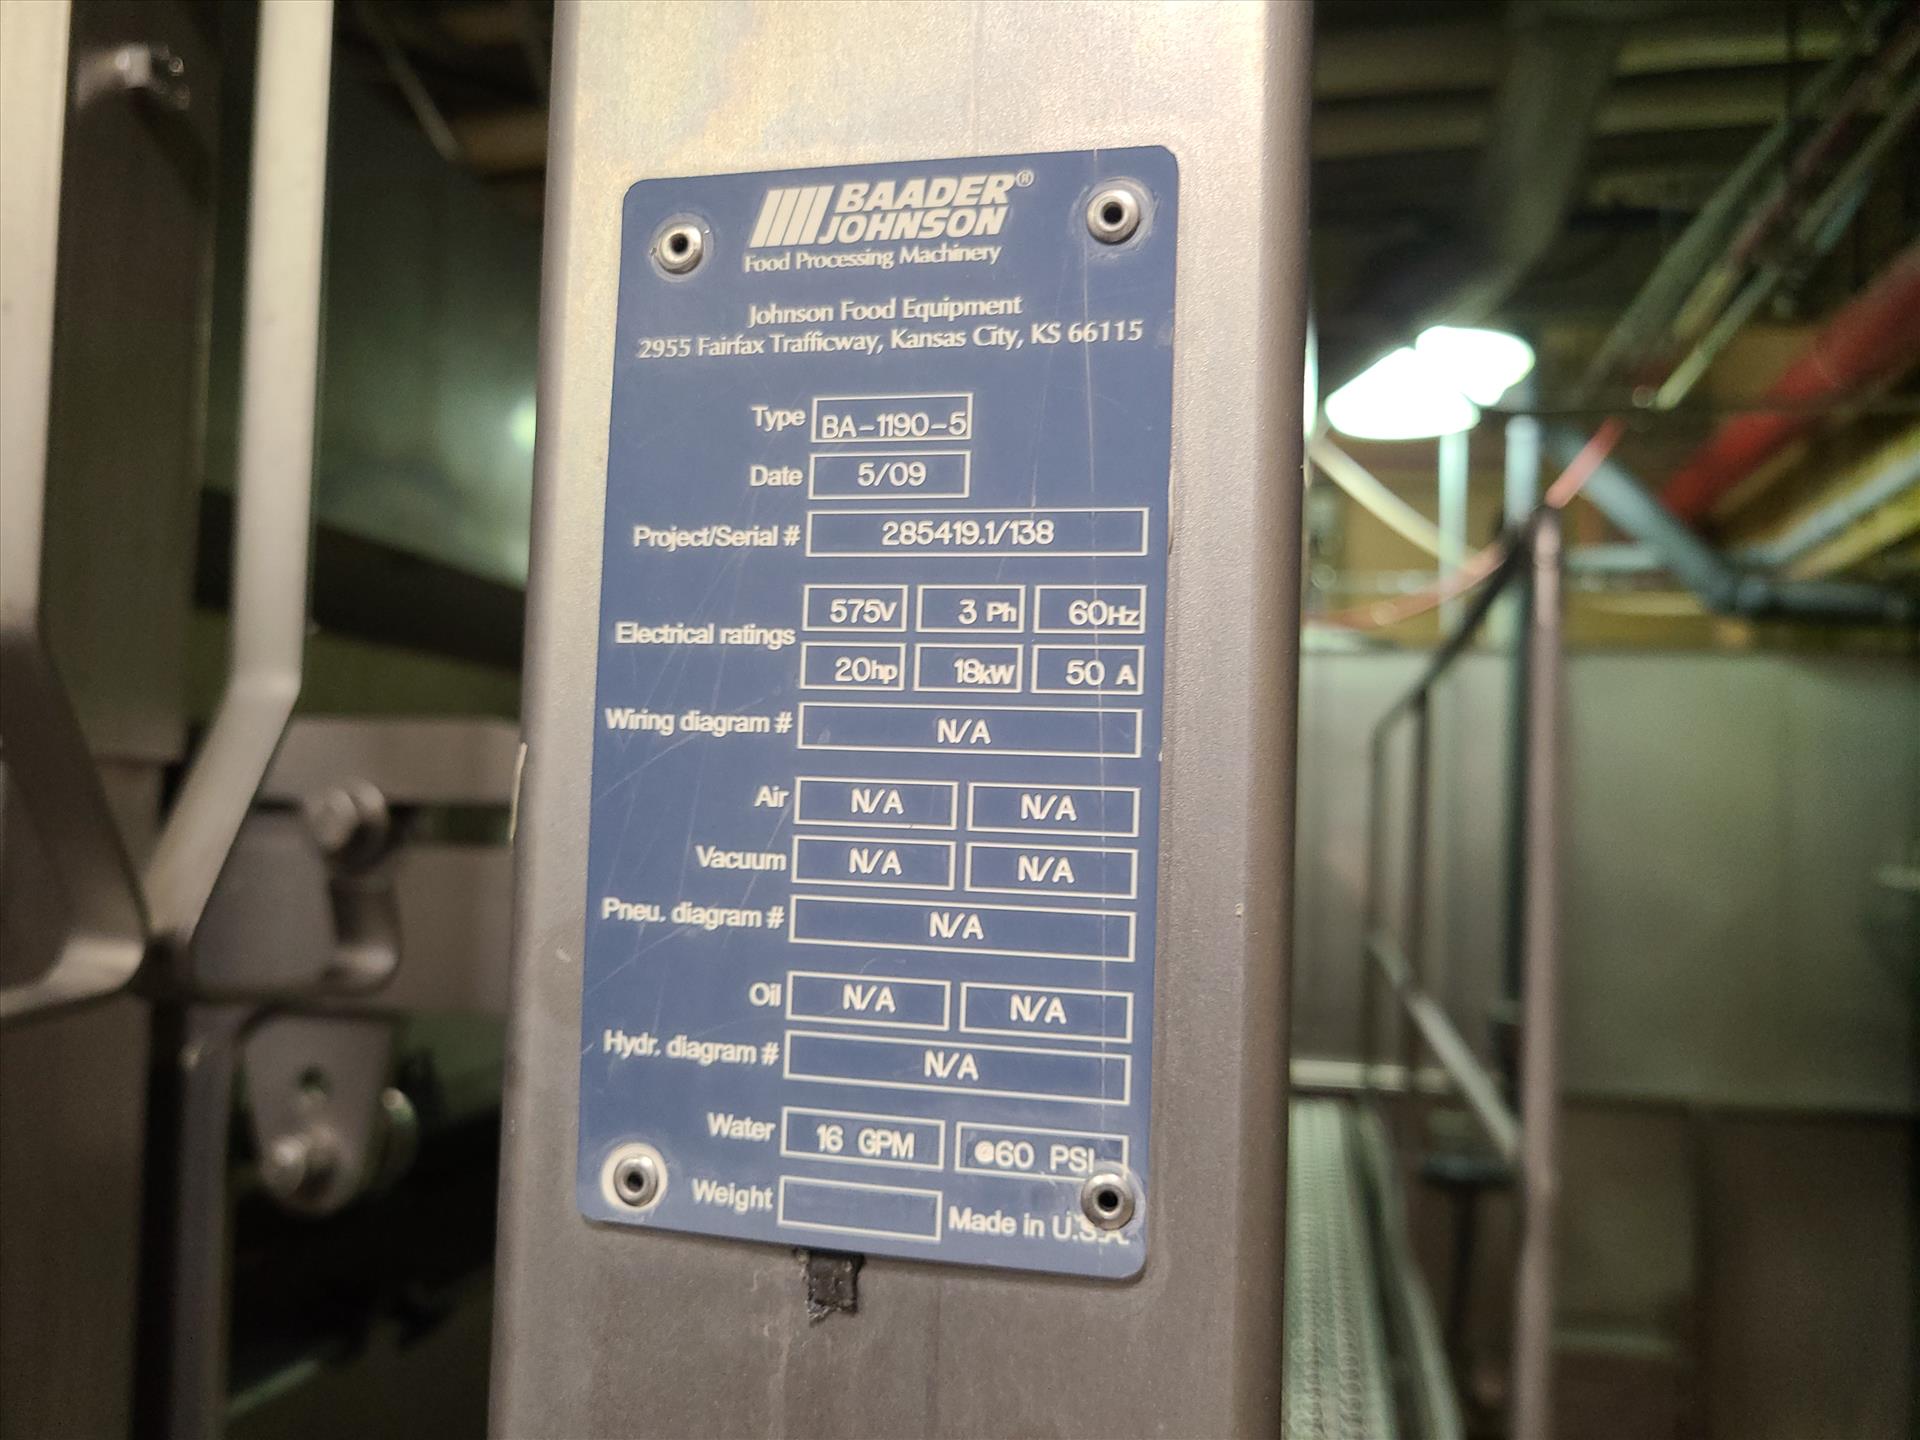 BAADER®
JOHNSON
Food Processing Machinery
Johnson Food Equipment
2955 Fairfax Trafficway, Kansas City, KS 66115
Type BA-1190-5
Date 5/09
Project/Serial # 285419.1/138
Electrical ratings 575V 3 Ph 60Hz
20hp 18kW 50 A
Wiring diagram # N/A
Air N/A N/A
Vacuum N/A N/A
Pneu. diagram # N/A
Oil N/A N/A
Hydr. diagram # N/A
Water 16 GPM @60 PSI
Weight Made in U.S.A.